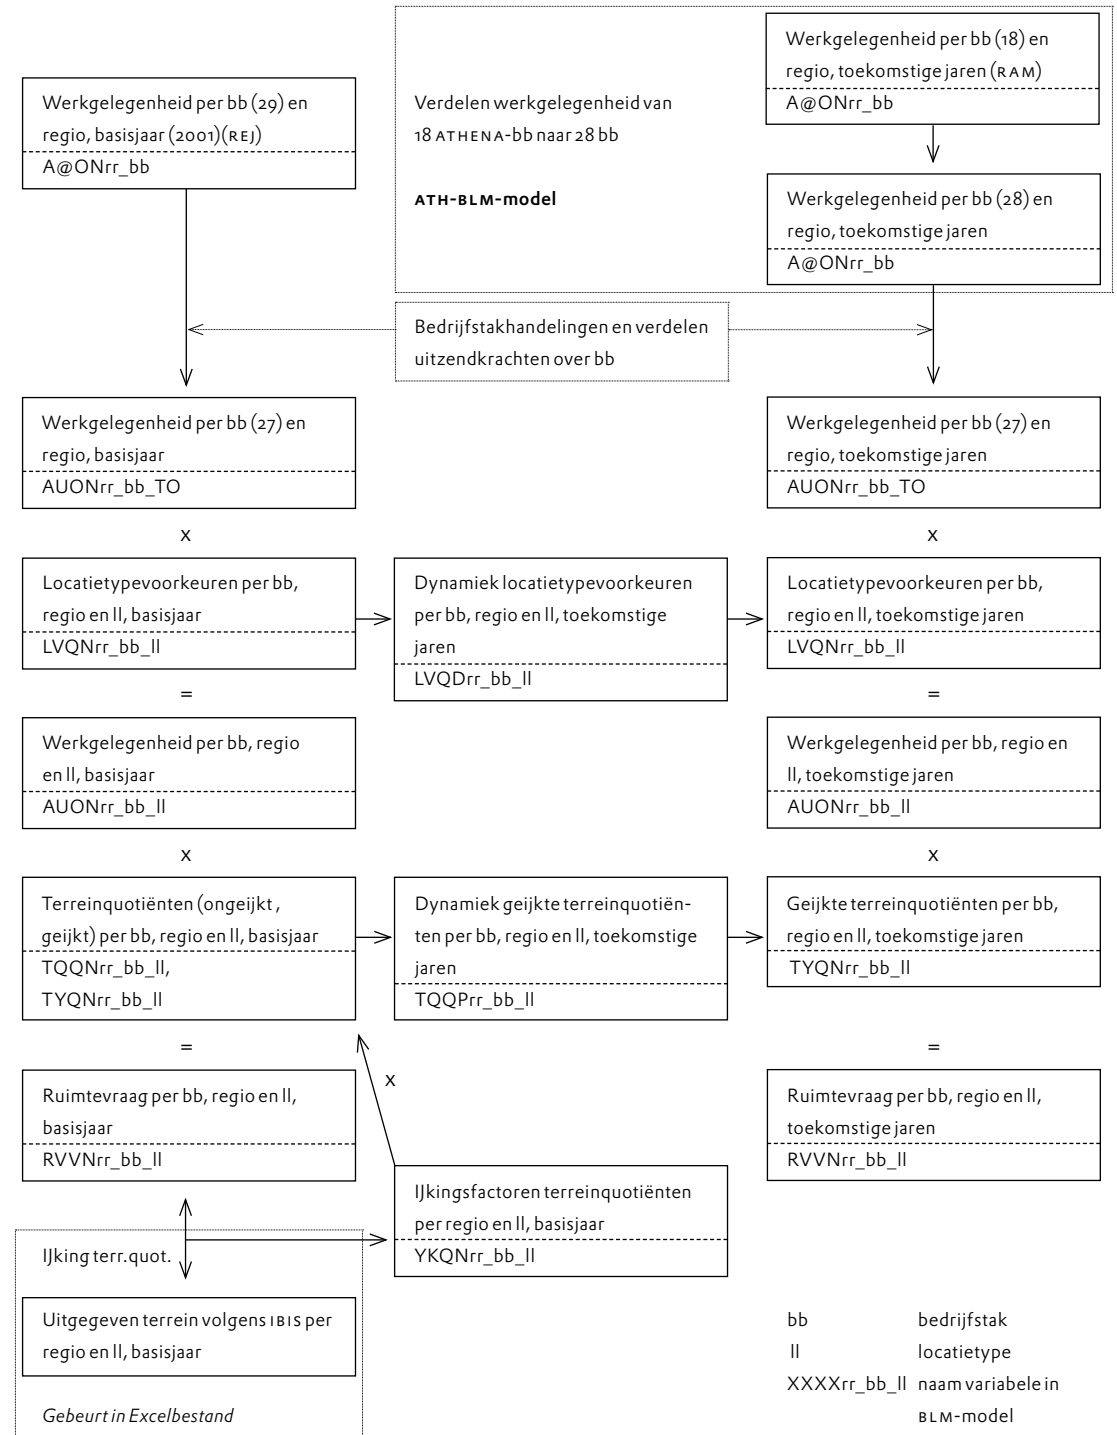 Werkgelegenheid per bb (18) en
regio, toekomstige jaren (RAM)
A@ONrr_bb
Werkgelegenheid per bb (29) en
regio, basisjaar (2001)(REJ)
A@ONrr_bb
Verdelen werkgelegenheid van
18 ATHENA-bb naar 28 bb
ATH-BLM-model
Werkgelegenheid per bb (28) en
regio, toekomstige jaren
A@ONrr_bb
Bedrijfstakhandelingen en verdelen
uitzendkrachten over bb
Werkgelegenheid per bb (27) en
regio, basisjaar
AUONrr_bb_TO
Werkgelegenheid per bb (27) en
regio, toekomstige jaren
AUONrr_bb_TO
x
x
Locatietypevoorkeuren per bb,
regio en ll, basisjaar
LVQNrr_bb_ll
Dynamiek locatietypevoorkeuren
per bb, regio en ll, toekomstige
jaren
LVQDrr_bb_ll
Locatietypevoorkeuren per bb,
regio en ll, toekomstige jaren
LVQNrr_bb_ll
=
=
Werkgelegenheid per bb, regio
en ll, basisjaar
AUONrr_bb_ll
Werkgelegenheid per bb, regio en
ll, toekomstige jaren
AUONrr_bb_ll
x
x
Terreinquotiënten (ongeijkt ,
geijkt) per bb, regio en ll, basisjaar
TQQNrr_bb_ll,
TYQNrr_bb_ll
Dynamiek geijkte terreinquotiën-
ten per bb, regio en ll, toekomstige
jaren
TQQPrr_bb_ll
Geijkte terreinquotiënten per bb,
regio en ll, toekomstige jaren
TYQNrr_bb_ll
=
=
x
Ruimtevraag per bb, regio en ll,
basisjaar
RVVNrr_bb_ll
Ruimtevraag per bb, regio en ll,
toekomstige jaren
RVVNrr_bb_ll
IJkingsfactoren terreinquotiënten
per regio en ll, basisjaar
YKQNrr_bb_ll
IJking terr.quot.
Uitgegeven terrein volgens IBIS per
regio en ll, basisjaar
Gebeurt in Excelbestand
bb bedrijfstak
ll locatietype
XXXXrr_bb_ll naam variabele in
BLM-model